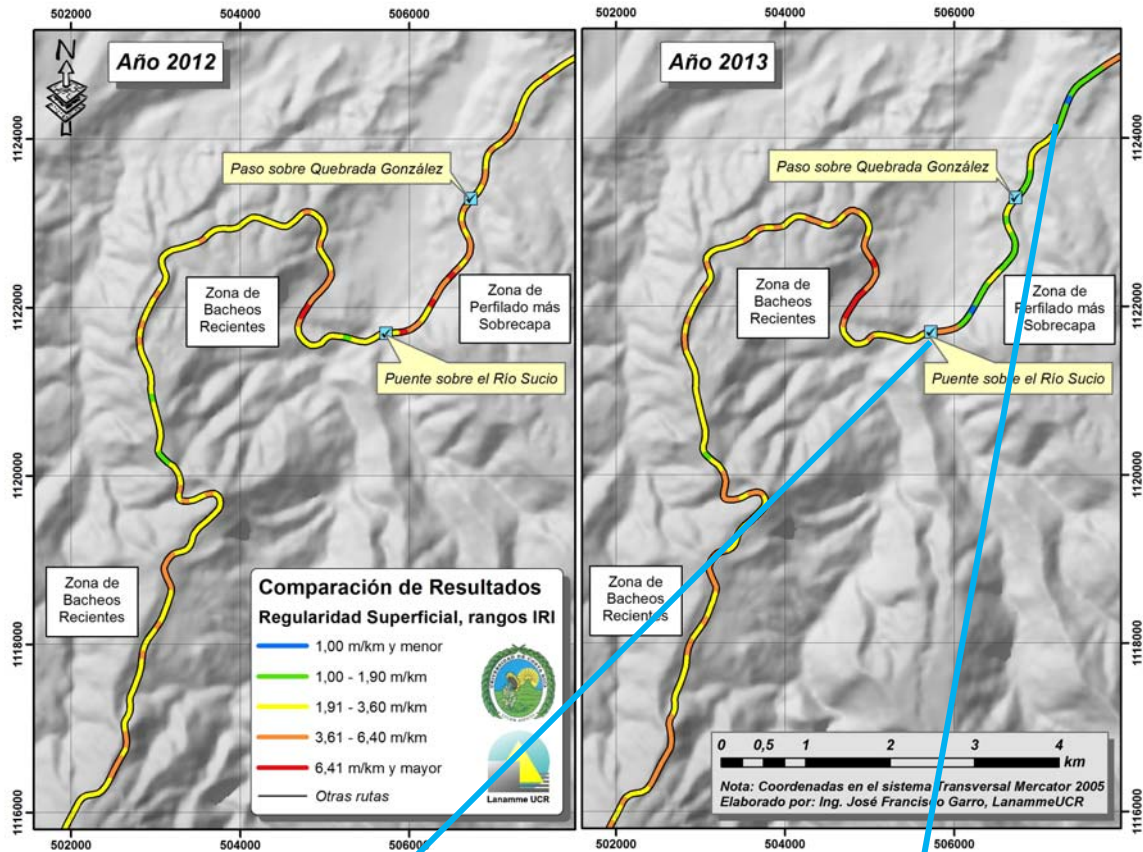 502000
504000
506000
502000
504000
506000
N
Año 2012
Año 2013
1124000
1122000
1120000
1118000
1116000
Paso sobre Quebrada González
Zona de
Bacheos
Recientes
Zona de
Perfilado más
Sobrecapa
Puente sobre el Río Sucio
Zona de
Bacheos
Recientes
Comparación de Resultados
Regularidad Superficial, rangos IRI
1,00 m/km y menor
1,00 - 1,90 m/km
1,91 - 3,60 m/km
3,61 - 6,40 m/km
6,41 m/km y mayor
Otras rutas
Lanamme UCR
Paso sobre Quebrada González
Zona de
Bacheos
Recientes
Zona de
Perfilado más
Sobrecapa
Puente sobre el Río Sucio
Zona de
Bacheos
Recientes
0 0,5 1 2 3 4
km
Nota: Coordenadas en el sistema Transversal Mercator 2005
Elaborado por: Ing. José Francisco Garro, LanammeUCR
1124000
1122000
1120000
1118000
1116000
502000
504000
506000
502000
504000
506000